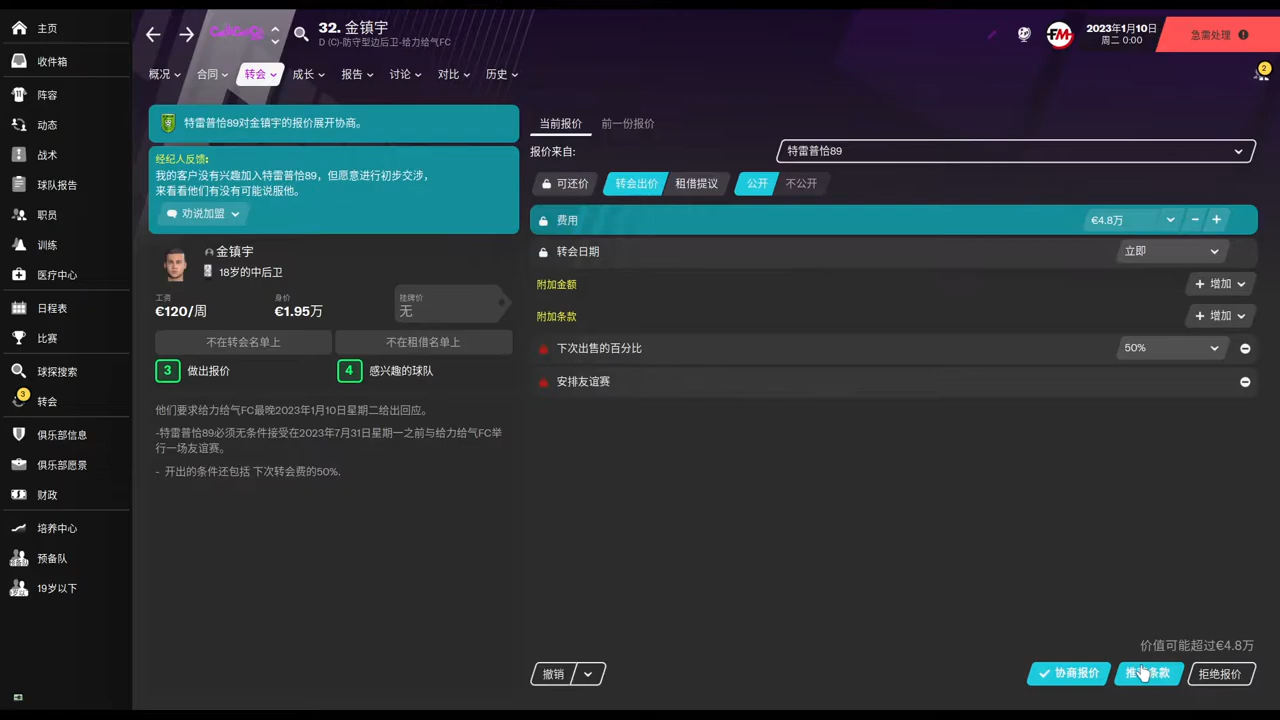 主页
收件箱
阵容
动态
战术
球队报告
职员
训练
医疗中心
日程表
比赛
球探搜索
3
转会
俱乐部信息
俱乐部愿景
财政
培养中心
预备队
19岁以下
32. 金镇宇
D (C)-防守型边后卫-给力给气FC
FM
2023年1月10日
周二 0:00
急需处理
概况
合同
转会
成长
报告
讨论
对比
历史
2
特雷普恰89对金镇宇的报价展开协商。
经纪人反馈:
我的客户没有兴趣加入特雷普恰89，但愿意进行初步交涉，
来看看他们有没有可能说服他。
劝说加盟
金镇宇
18岁的中后卫
工资
€120/周
身价
€1.95万
挂牌价
无
不在转会名单上
不在租借名单上
3 做出报价
4 感兴趣的球队
他们要求给力给气FC最晚2023年1月10日星期二给出回应。
-特雷普恰89必须无条件接受在2023年7月31日星期一之前与给力给气FC举
行一场友谊赛。
- 开出的条件还包括 下次转会费的50%.
当前报价
前一份报价
报价来自:
特雷普恰89
可还价
转会出价
租借提议
公开
不公开
费用
€4.8万
转会日期
立即
附加金额
增加
附加条款
增加
下次出售的百分比
50%
安排友谊赛
价值可能超过€4.8万
撤销
协商报价
条款
拒绝报价